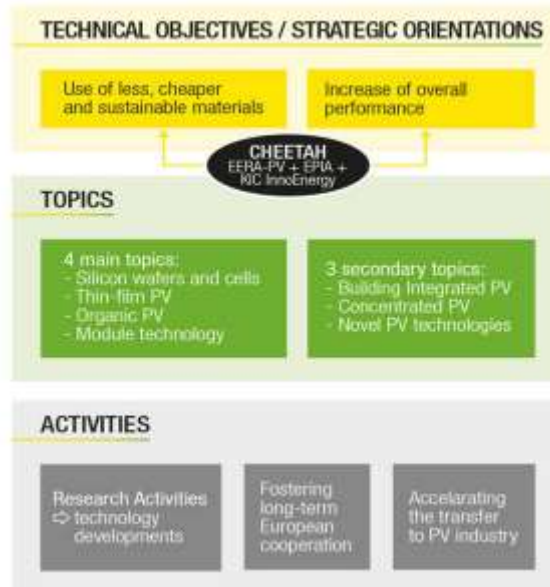 TECHNICAL OBJECTIVES / STRATEGIC ORIENTATIONS
Use of less, cheaper
and sustainable materials
Increase of overall
performance
CHEETAH
EERA-PV + EPIA +
KIC InnoEnergy
TOPICS
4 main topics:
- Silicon wafers and cells
- Thin-film PV
- Organic PV
- Module technology
3 secondary topics:
- Building Integrated PV
- Concentrated PV
- Novel PV technologies
ACTIVITIES
Research Activities
⇨ technology
developments
Fostering
long-term
European
cooperation
Accelarating
the transfer
to PV industry